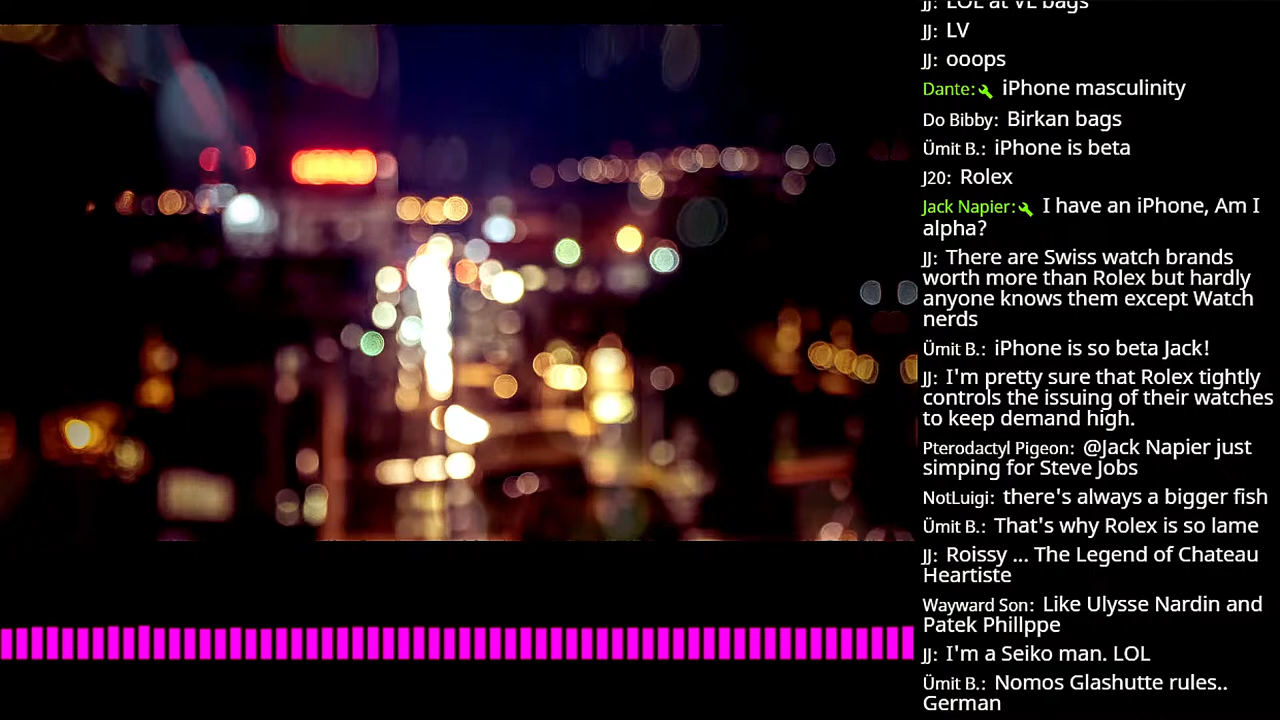 JJ: LOL at VL bags
JJ: LV
JJ: ooops
Dante: iPhone masculinity
Do Bibby: Birkan bags
Ümit B.: iPhone is beta
J20: Rolex
Jack Napier: I have an iPhone, Am I
alpha?
JJ: There are Swiss watch brands
worth more than Rolex but hardly
anyone knows them except Watch
nerds
Ümit B.: iPhone is so beta Jack!
JJ: I'm pretty sure that Rolex tightly
controls the issuing of their watches
to keep demand high.
Pterodactyl Pigeon: @Jack Napier just
simping for Steve Jobs
NotLuigi: there's always a bigger fish
Ümit B.: That's why Rolex is so lame
JJ: Roissy ... The Legend of Chateau
Heartiste
Wayward Son: Like Ulysse Nardin and
Patek Phillppe
JJ: I'm a Seiko man. LOL
Ümit B.: Nomos Glashutte rules..
German